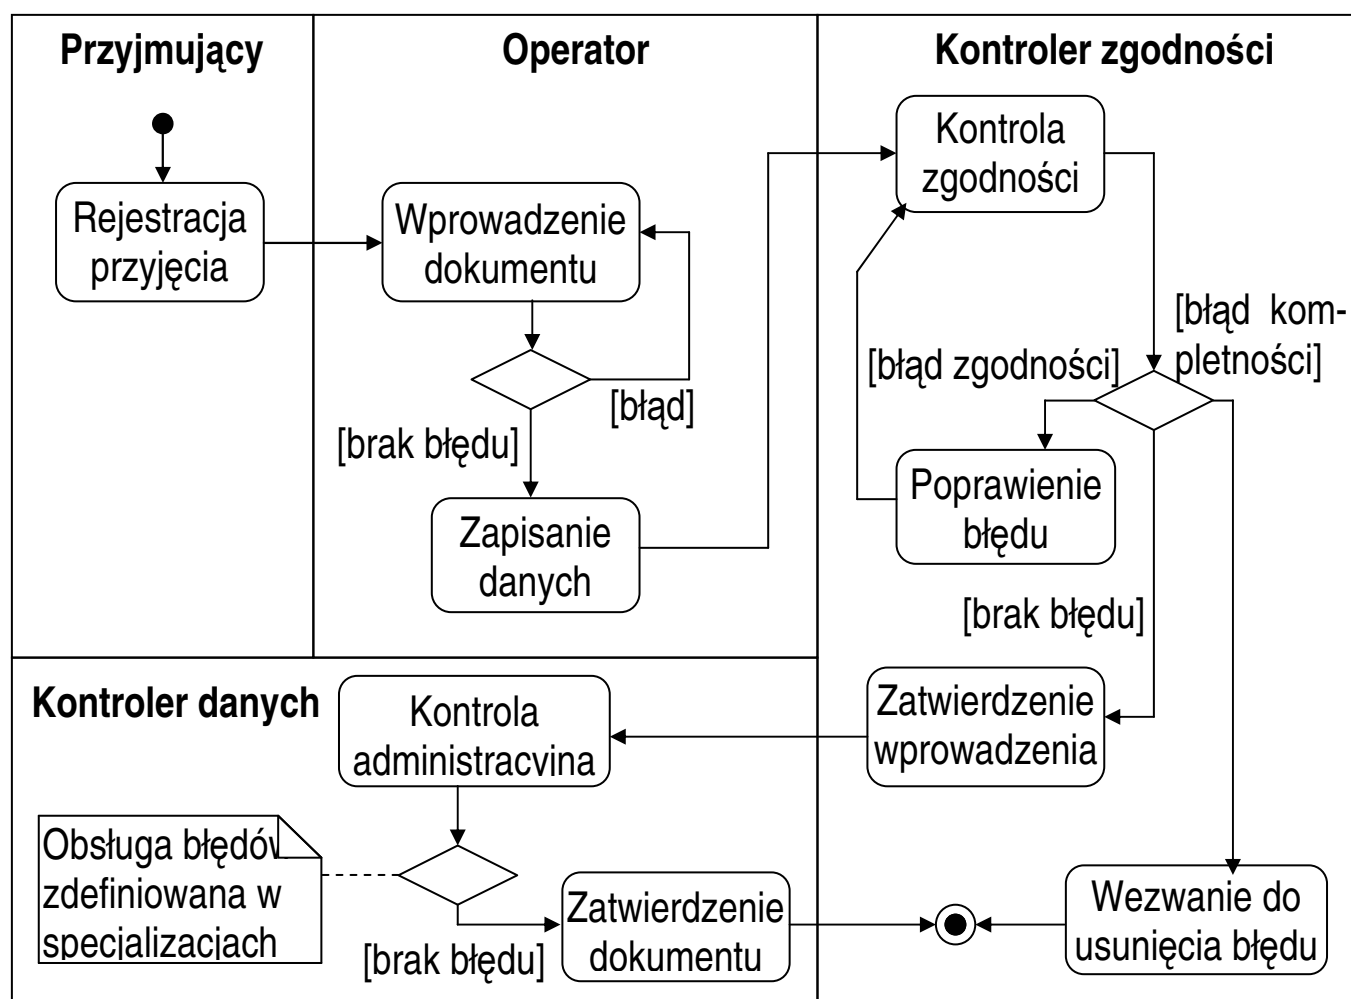 Przyjmujący
Operator
Kontroler zgodności
Rejestracja
przyjęcia
Wprowadzenie
dokumentu
[błąd]
[brak błędu]
Zapisanie
danych
Kontrola
zgodności
[błąd kom-
pletności]
[błąd zgodności]
Poprawienie
błędu
[brak błędu]
Zatwierdzenie
wprowadzenia
Kontroler danych
Kontrola
administracyjna
Obsługa błędów
zdefiniowana w
specjalizacjach
[brak błędu]
Zatwierdzenie
dokumentu
Wezwanie do
usunięcia błędu